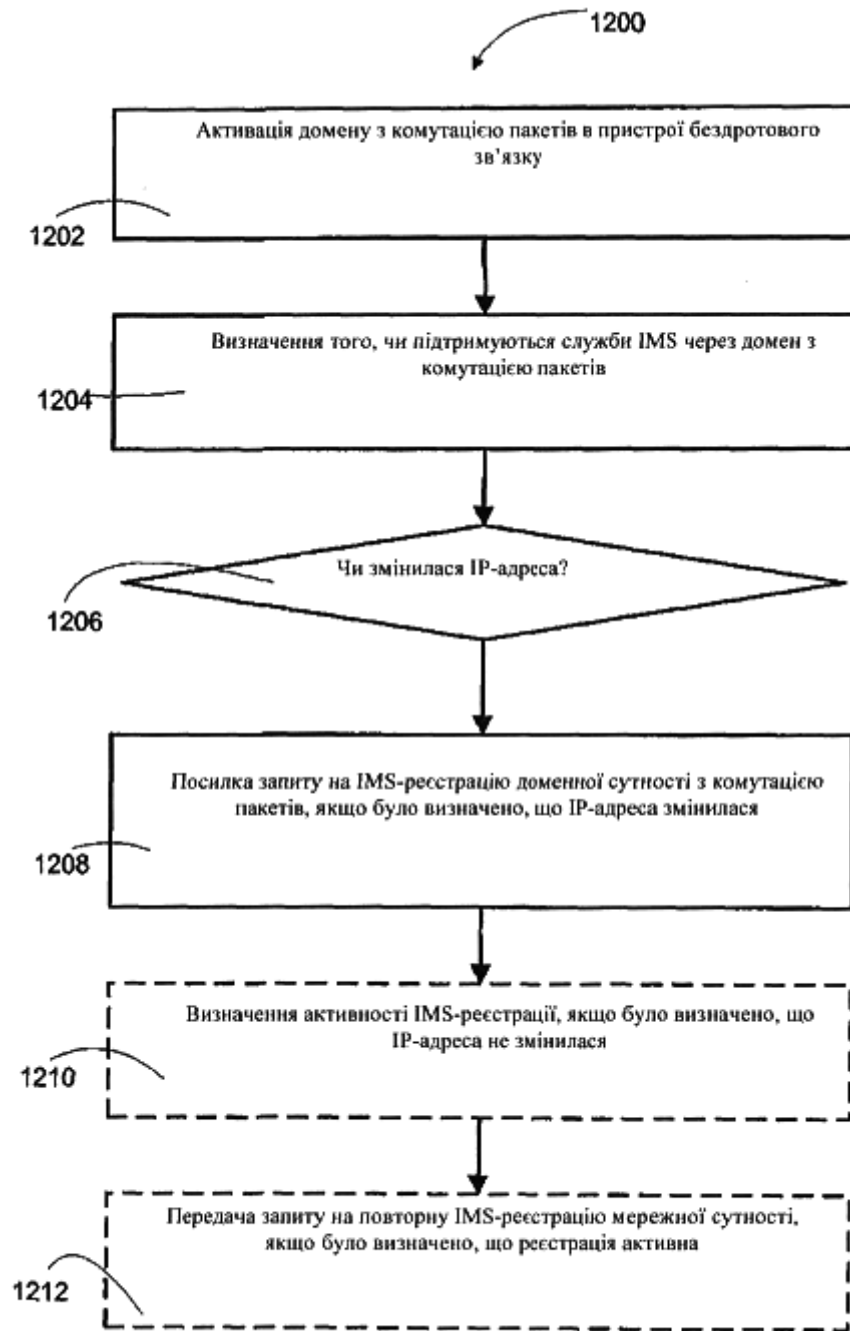 1200
Активація домену з комутацією пакетів в пристрої бездротового
зв’язку
1202
Визначення того, чи підтримуються служби IMS через домен з
комутацією пакетів
1204
Чи змінилася IP-адреса?
1206
Посилка запиту на IMS-реєстрацію доменної сутності з комутацією
пакетів, якщо було визначено, що IP-адреса змінилася
1208
Визначення активності IMS-реєстрації, якщо було визначено, що
IP-адреса не змінилася
1210
Передача запиту на повторну IMS-реєстрацію мережної сутності,
якщо було визначено, що реєстрація активна
1212